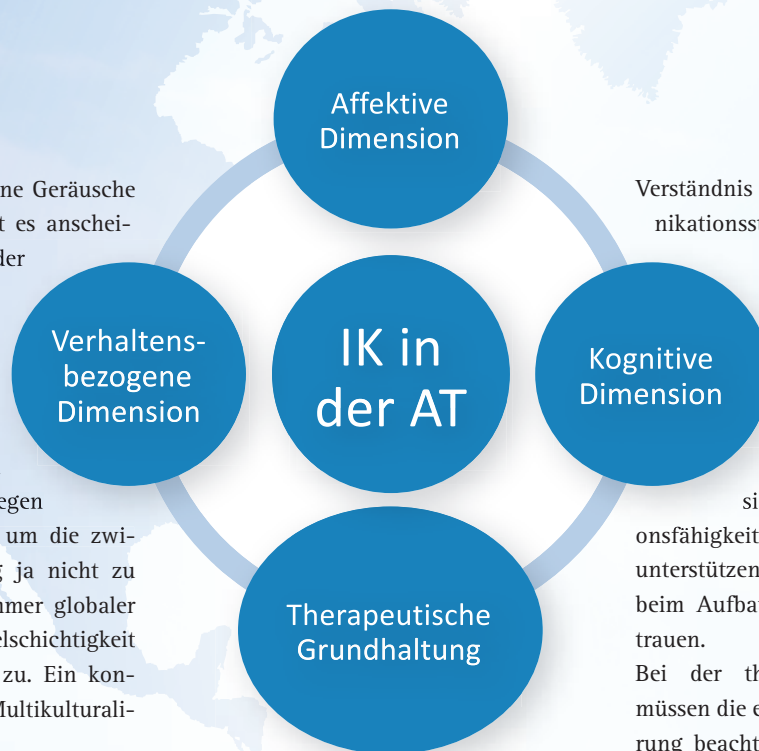 Affektive
Dimension
Verhaltens-
bezogene
Dimension
IK in
der AT
Kognitive
Dimension
Therapeutische
Grundhaltung
ne Geräusche
t es anschei-
der
egen
um die zwi-
g ja nicht zu
mer globaler
elschichtigkeit
zu. Ein kon-
Multikulturali-
Verständnis
nikationsst
si
onsfähigkeit
unterstützen
beim Aufbau
trauen.
Bei der th
müssen die e
rung beacht